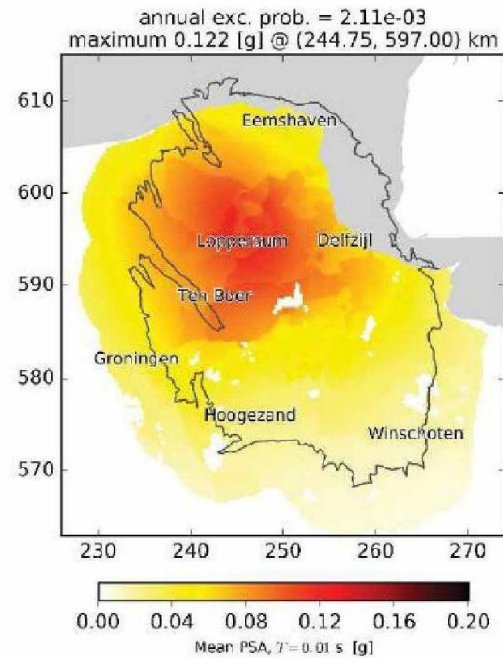 annual exc. prob. = 2.11e-03
maximum 0.122 [g] @ (244.75, 597.00) km
610
Eemshaven
600
Loppersum Delfzijl
590
Ten Boer
Groningen
580
Hoogezand
Winschoten
570
230 240 250 260 270
0.00 0.04 0.08 0.12 0.16 0.20
Mean PSA, T=0.01 s [g]